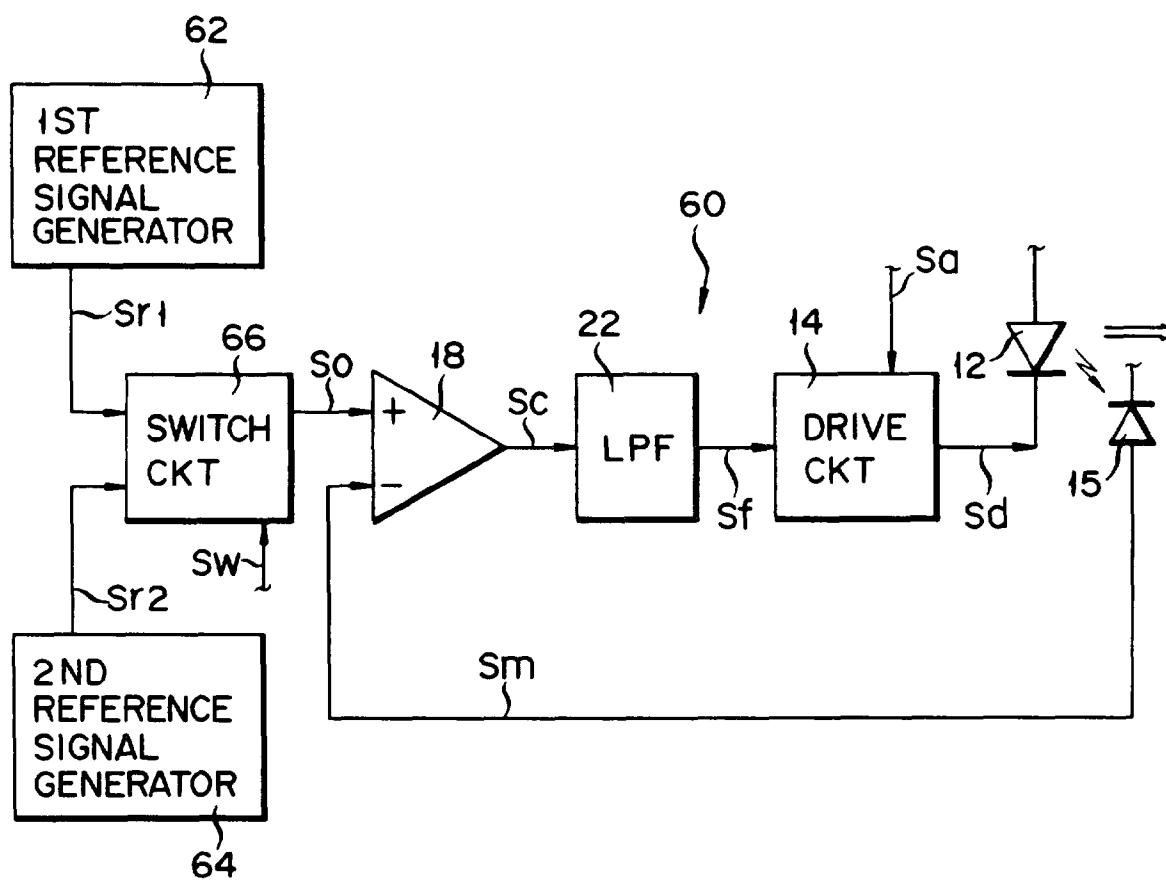 62
1ST
REFERENCE
SIGNAL
GENERATOR
60
Sr1
Sa
66
So
18
22
14
12
+
Sc
SWITCH
CKT
LPF
DRIVE
CKT
−
Sf
Sd
15
Sw
Sr2
2ND
REFERENCE
SIGNAL
GENERATOR
Sm
64